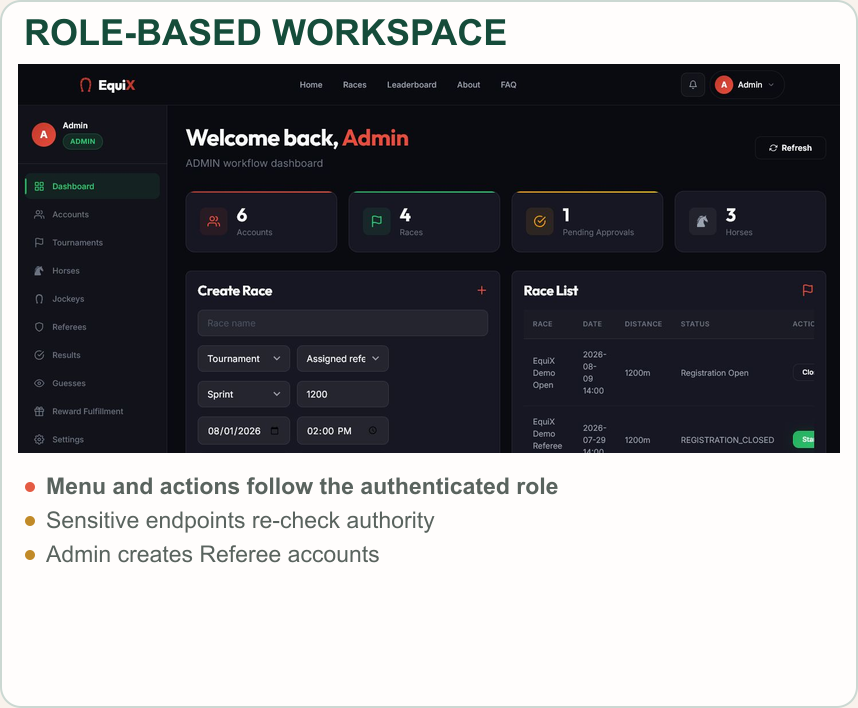 ROLE-BASED WORKSPACE
EquiX
Home Races Leaderboard About FAQ
A Admin
A Admin
ADMIN
Dashboard
Accounts
Tournaments
Horses
Jockeys
Referees
Results
Guesses
Reward Fulfillment
Settings
Welcome back, Admin
ADMIN workflow dashboard
Refresh
6
Accounts
4
Races
1
Pending Approvals
3
Horses
Create Race
Race name
Tournament Assigned refe
Sprint 1200
08/01/2026 02:00 PM
Race List
RACE DATE DISTANCE STATUS ACTIC
EquiX
Demo
Open
2026-
08-
09
14:00
1200m
Registration Open
Clo
EquiX
Demo
Referee
2026-
07-29
14:00
1200m
REGISTRATION_CLOSED
Sta
Menu and actions follow the authenticated role
Sensitive endpoints re-check authority
Admin creates Referee accounts